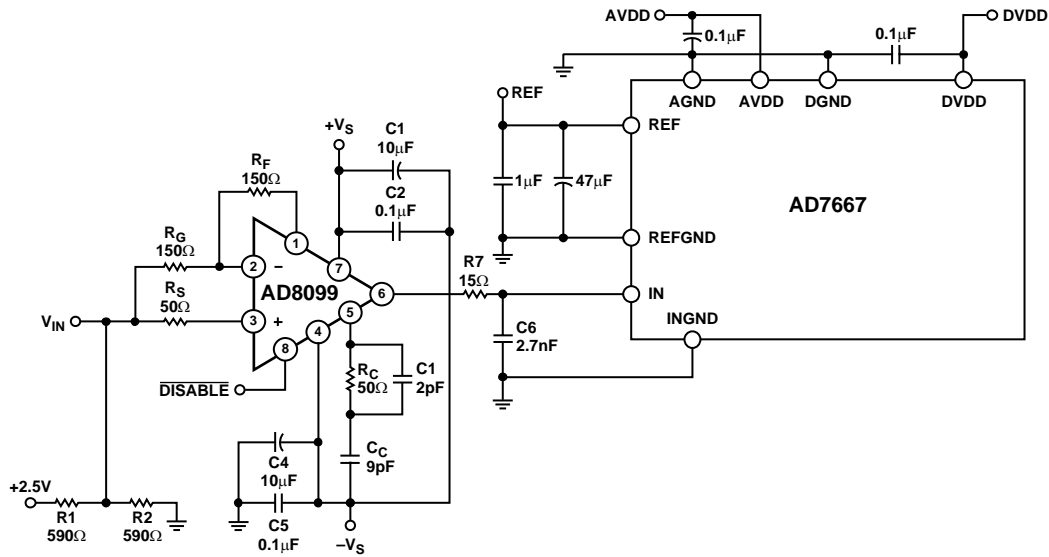 AVDD
DVDD
0.1μF
0.1μF
AGND
AVDD
DGND
DVDD
REF
REF
1μF
47μF
AD7667
REFGND
IN
INGND
+VS
C1
10μF
C2
0.1μF
RF
150Ω
RG
150Ω
RS
50Ω
VIN
1
2
−
3
+
AD8099
7
6
5
4
8
DISABLE
R7
15Ω
C6
2.7nF
RC
50Ω
C1
2pF
CC
9pF
C4
10μF
C5
0.1μF
−VS
+2.5V
R1
590Ω
R2
590Ω